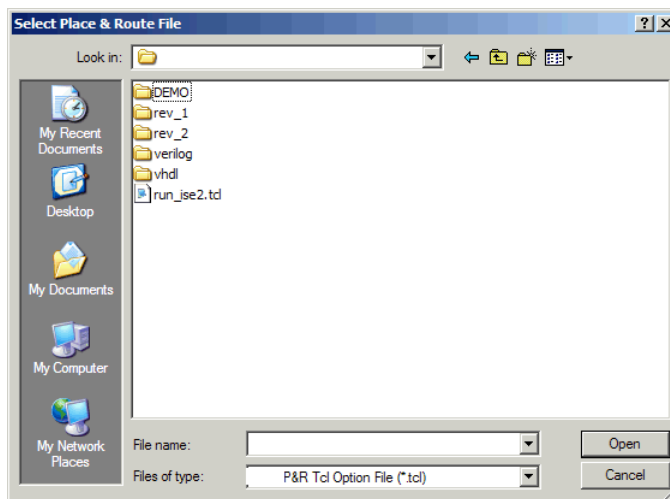 Select Place & Route File
Look in:
DEMO
rev_1
rev_2
verilog
vhdl
run_ise2.tcl
My Recent
Documents
Desktop
My Documents
My Computer
My Network
Places
File name:
Open
Files of type:
P&R Tcl Option File (*.tcl)
Cancel